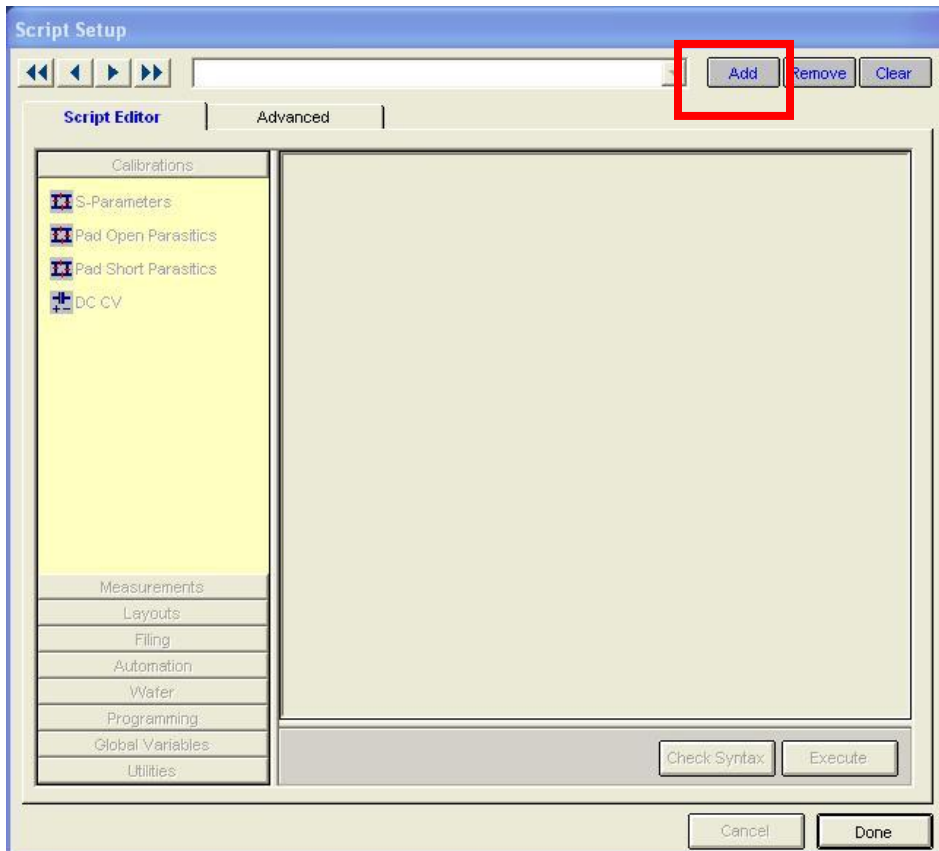 Script Setup
Add Remove Clear
Script Editor Advanced
Calibrations
S-Parameters
Pad Open Parasitics
Pad Short Parasitics
DC CV
Measurements
Layouts
Filing
Automation
Wafer
Programming
Global Variables
Utilities
Check Syntax Execute
Cancel Done